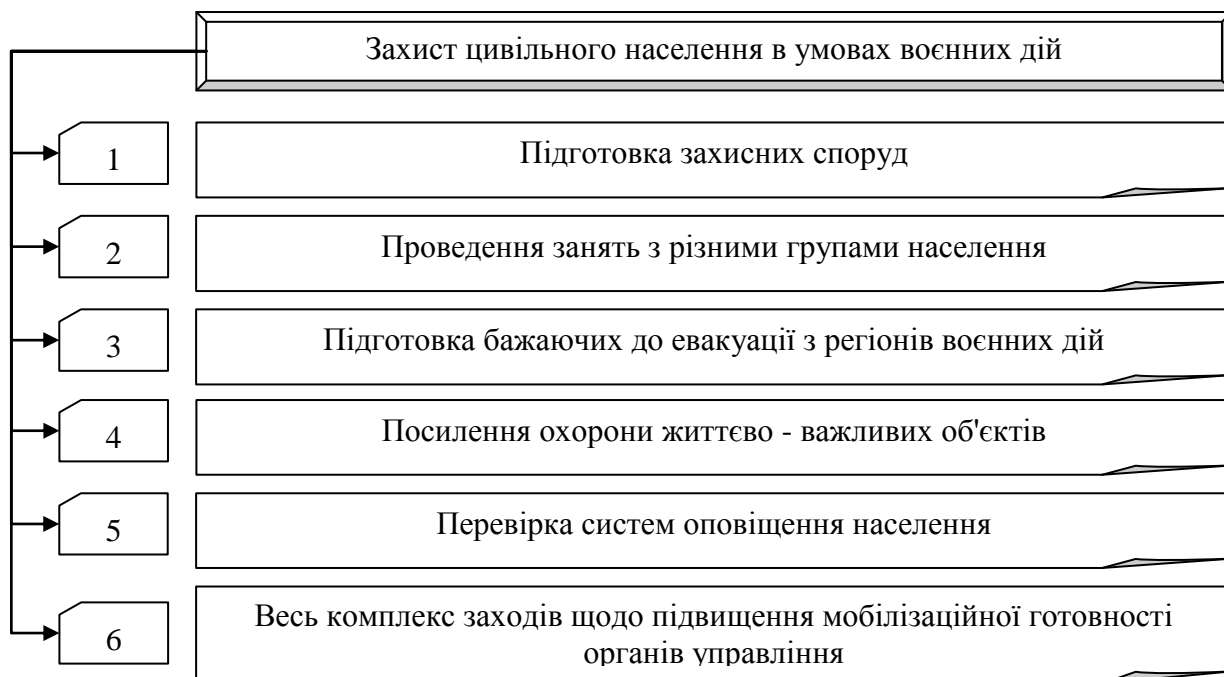 Захист цивільного населення в умовах воєнних дій
1
Підготовка захисних споруд
2
Проведення занять з різними групами населення
3
Підготовка бажаючих до евакуації з регіонів воєнних дій
4
Посилення охорони життєво - важливих об'єктів
5
Перевірка систем оповіщення населення
6
Весь комплекс заходів щодо підвищення мобілізаційної готовності
органів управління